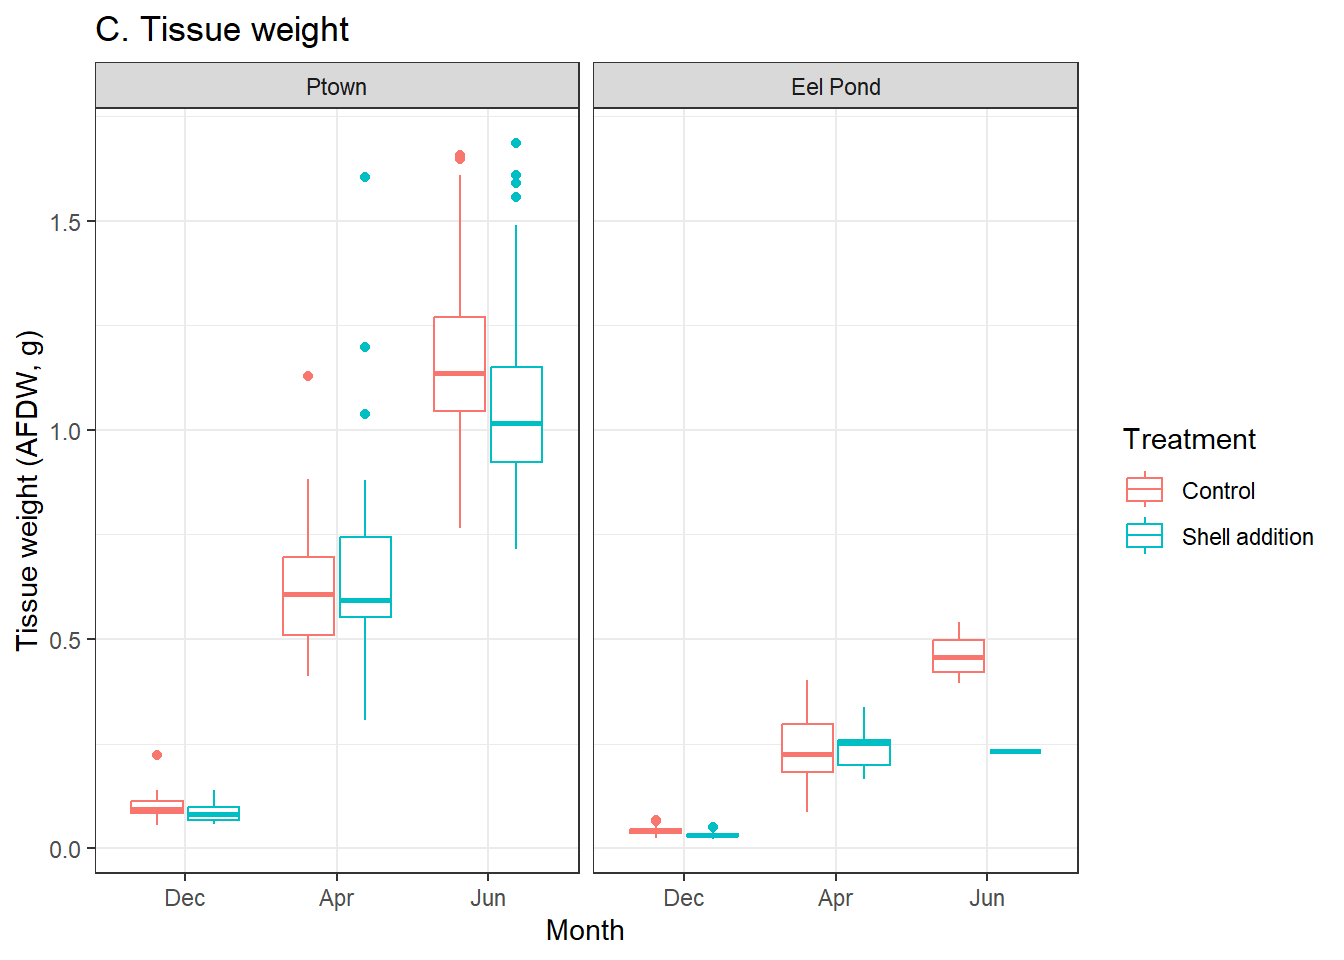 C. Tissue weight
Ptown
Eel Pond
Tissue weight (AFDW, g)
1.5
1.0
0.5
0.0
Dec
Apr
Jun
Dec
Apr
Jun
Month
Treatment
Control
Shell addition